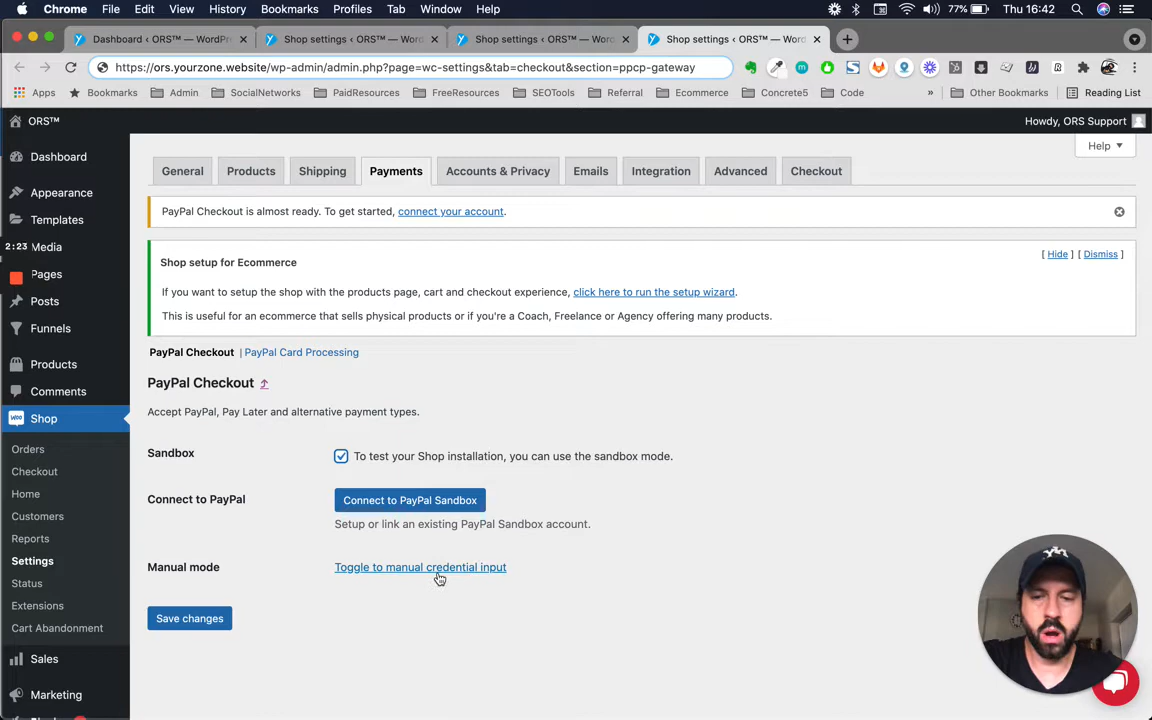 Chrome File Edit View History Bookmarks Profiles Tab Window Help 77% Thu 16:42
Dashboard ‹ ORS™ — WordPr Shop settings ‹ ORS™ — Word Shop settings ‹ ORS™ — Word Shop settings ‹ ORS™ — Word
https://ors.yourzone.website/wp-admin/admin.php?page=wc-settings&tab=checkout&section=ppcp-gateway
Apps Bookmarks Admin SocialNetworks PaidResources FreeResources SEOTools Referral Ecommerce Concrete5 Code » Other Bookmarks Reading List
ORS™ Howdy, ORS Support
Help
Dashboard
Appearance
Templates
2:23 Media
Pages
Posts
Funnels
Products
Comments
Shop
Orders
Checkout
Home
Customers
Reports
Settings
Status
Extensions
Cart Abandonment
Sales
Marketing
General Products Shipping Payments Accounts & Privacy Emails Integration Advanced Checkout
PayPal Checkout is almost ready. To get started, connect your account.
Shop setup for Ecommerce [ Hide ] [ Dismiss ]
If you want to setup the shop with the products page, cart and checkout experience, click here to run the setup wizard.
This is useful for an ecommerce that sells physical products or if you're a Coach, Freelance or Agency offering many products.
PayPal Checkout | PayPal Card Processing
PayPal Checkout
Accept PayPal, Pay Later and alternative payment types.
Sandbox To test your Shop installation, you can use the sandbox mode.
Connect to PayPal Connect to PayPal Sandbox
Setup or link an existing PayPal Sandbox account.
Manual mode Toggle to manual credential input
Save changes